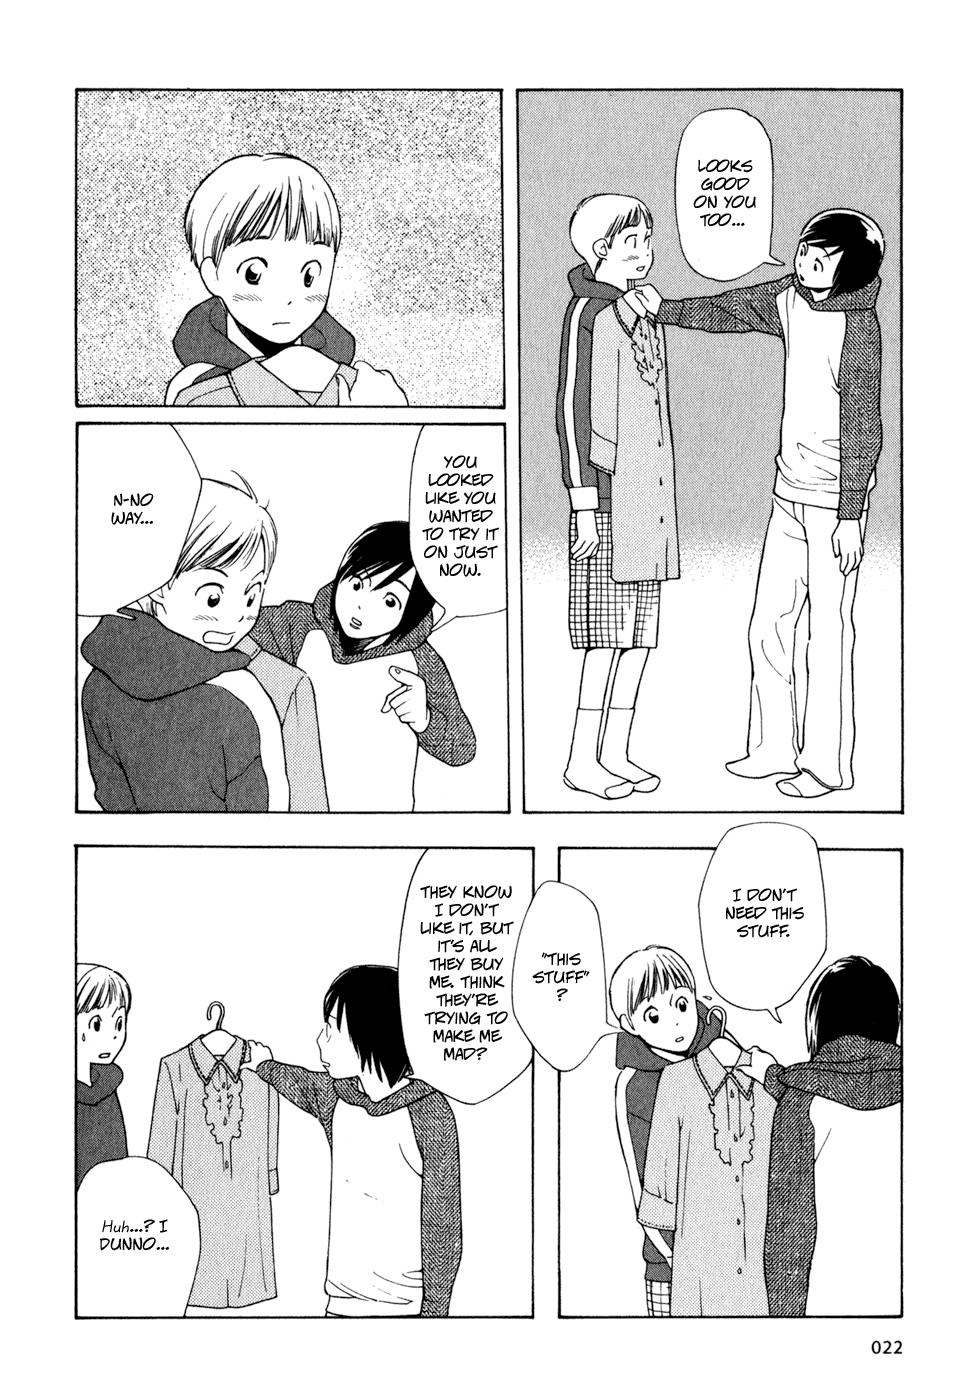 LOOKS
GOOD
ON YOU
TOO...
YOU
LOOKED
LIKE YOU
WANTED
TO TRY IT
ON JUST
NOW.
N-NO
WAY...
I DON'T
NEED THIS
STUFF.
"THIS
STUFF"
?
THEY KNOW
I DON'T
LIKE IT, BUT
IT'S ALL
THEY BUY
ME. THINK
THEY'RE
TRYING TO
MAKE ME
MAD?
Huh...? I
DUNNO...
022